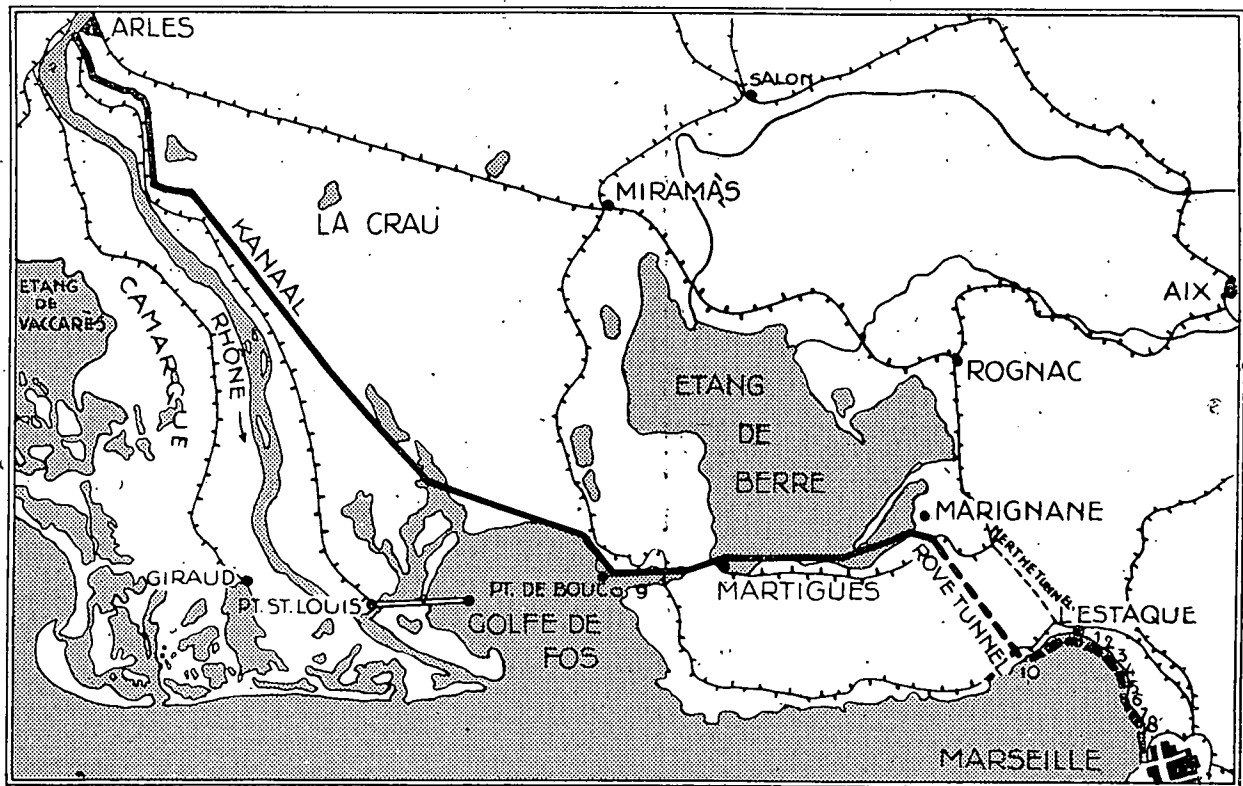 ARLES
SALON
MIRAMAS
LA CRAU
KANAAL
AIX
ETANG
DE
VACCARES
CAMARGUE
RHÔNE
ROGNAC
ETANG
DE
BERRE
MARIGNANE
GIRAUD
PT. ST. LOUIS
PT. DE BOUC
9
MARTIGUES
ROVE TUNNEL
L'ESTAQUE
GOLFE DE
FOS
10
MARSEILLE